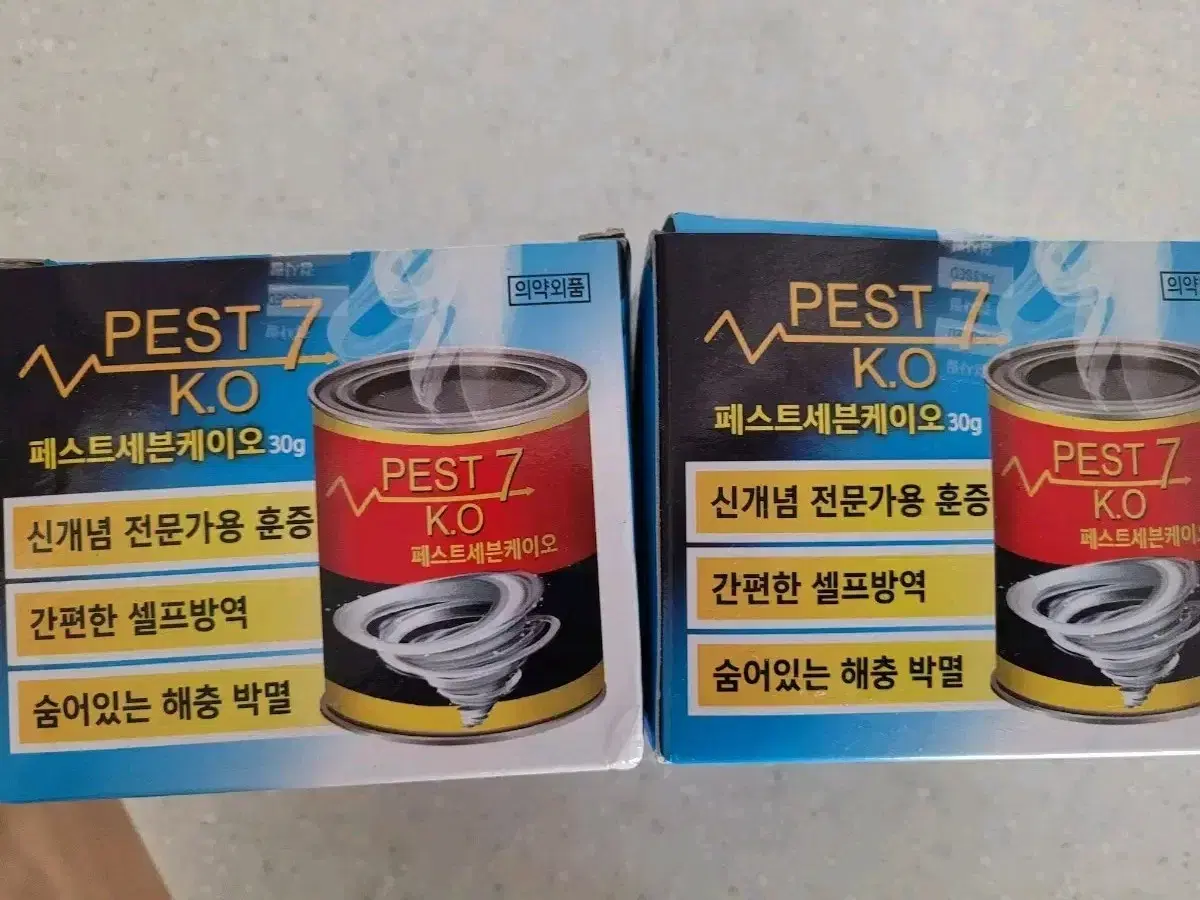 의약외품
PEST 7
K.O
페스트세븐케이오 30g
신개념 전문가용 훈증
간편한 셀프방역
숨어있는 해충 박멸
PEST 7
K.O
페스트세븐케이오
의약
PEST 7
K.O
페스트세븐케이오 30g
신개념 전문가용 훈증
간편한 셀프방역
숨어있는 해충 박멸
PEST 7
K.O
페스트세븐케이오